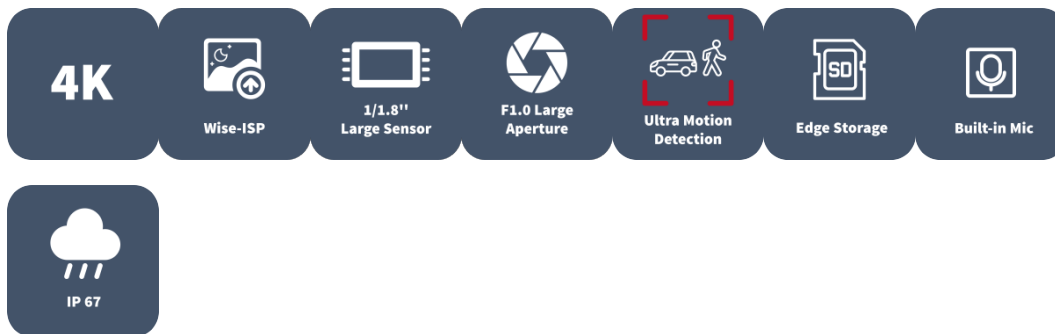 4K
Wise-ISP
1/1.8''
Large Sensor
F1.0 Large
Aperture
Ultra Motion
Detection
SD
Edge Storage
Built-in Mic
IP 67